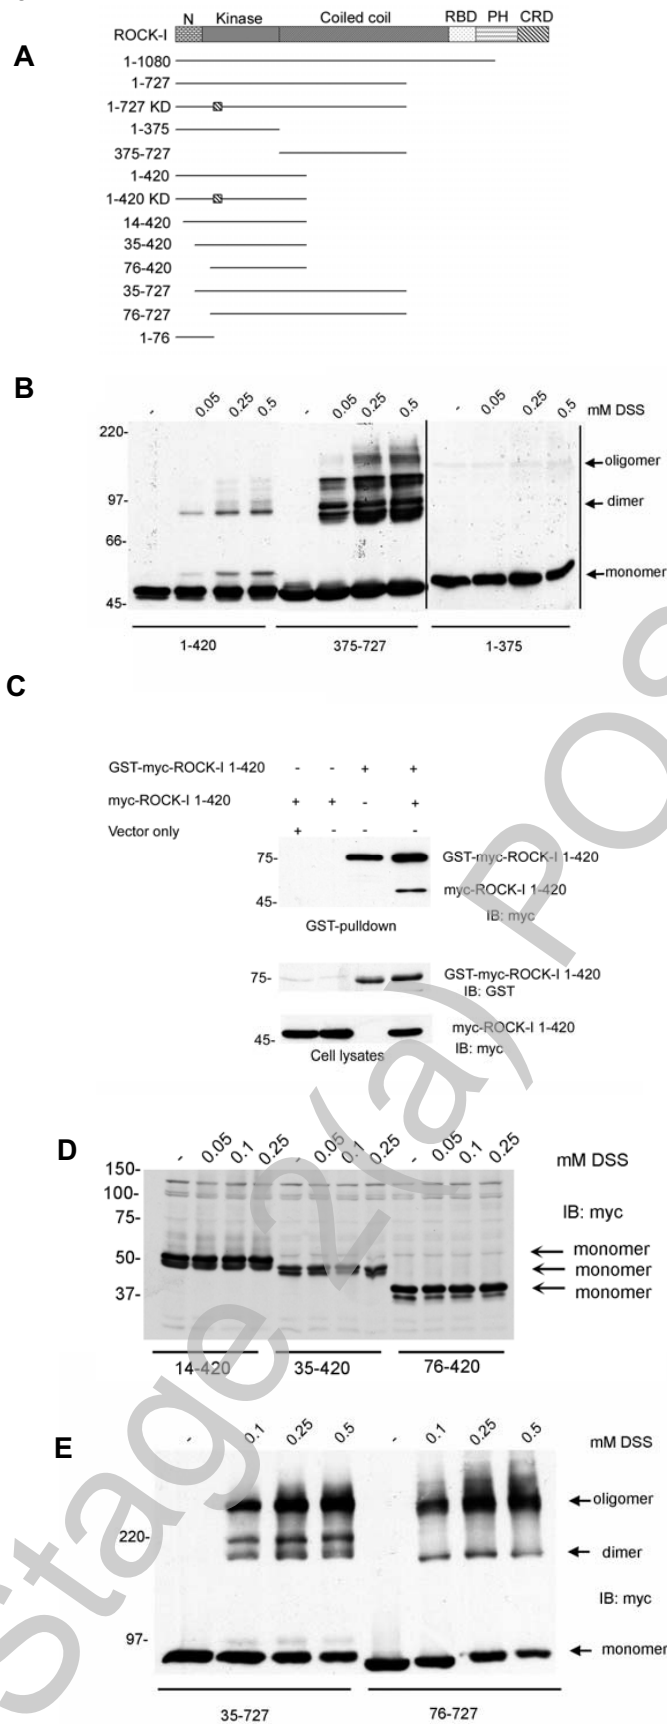 N Kinase Coiled coil RBD PH CRD
ROCK-I
A
1-1080
1-727
1-727 KD
1-375
375-727
1-420
1-420 KD
14-420
35-420
76-420
35-727
76-727
1-76
B
- 0.05 0.25 0.5 - 0.05 0.25 0.5 - 0.05 0.25 0.5 mM DSS
220-
oligomer
97-
dimer
66-
monomer
45-
1-420 375-727 1-375
C
GST-myc-ROCK-I 1-420 - - + +
myc-ROCK-I 1-420 + + - +
Vector only + - - -
75- GST-myc-ROCK-I 1-420
myc-ROCK-I 1-420
45-
IB: myc
GST-pulldown
75- GST-myc-ROCK-I 1-420
IB: GST
myc-ROCK-I 1-420
45- IB: myc
Cell lysates
D
- 0.05 0.1 0.25 - 0.05 0.1 0.25 - 0.05 0.1 0.25 mM DSS
150-
100-
75- IB: myc
50- monomer
monomer
37- monomer
14-420 35-420 76-420
E
- 0.1 0.25 0.5 - 0.1 0.25 0.5 mM DSS
oligomer
220-
dimer
IB: myc
97-
monomer
35-727 76-727
Stage 2(a) POS